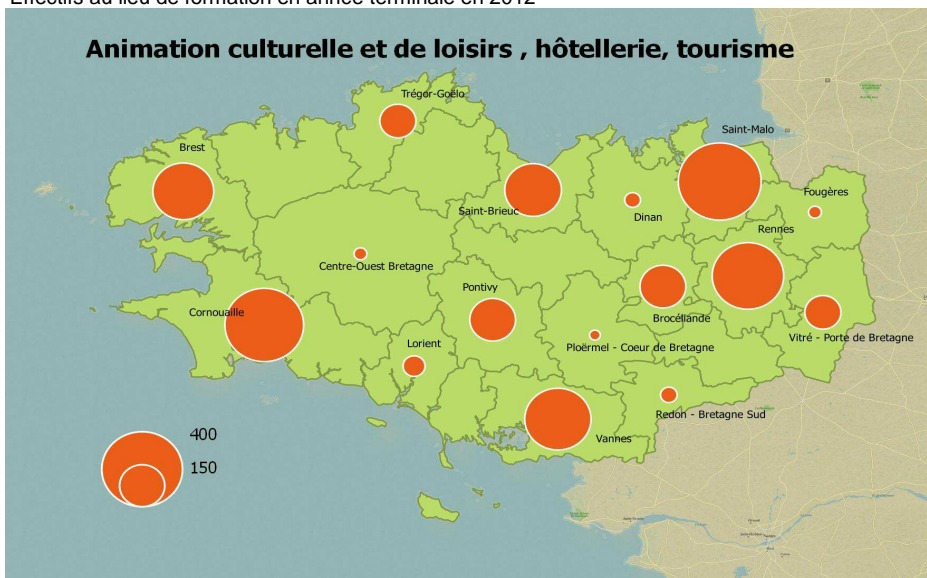 Effectifs au lieu de formation en année terminale en 2012
Animation culturelle et de loisirs , hôtellerie, tourisme
Trégor-Goëlo
Saint-Malo
Brest
Fougères
Saint-Brieuc
Dinan
Rennes
Centre-Ouest Bretagne
Pontivy
Cornouaille
Brocéliande
Lorient
Ploërmel - Coeur de Bretagne
Vitré - Porte de Bretagne
Redon - Bretagne Sud
Vannes
400
150